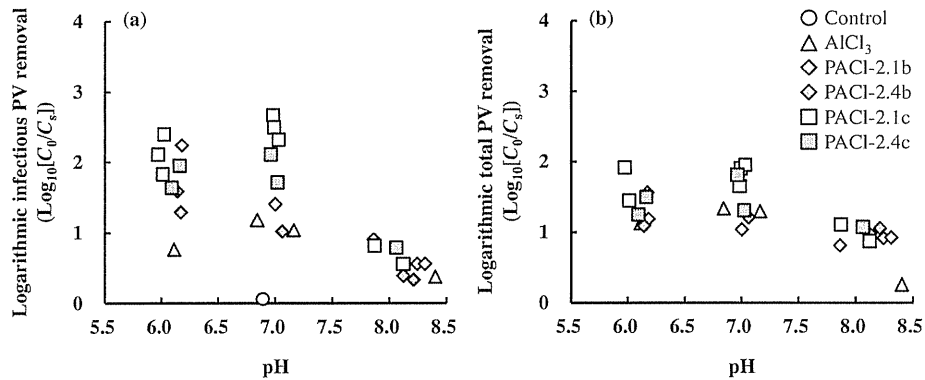 (a)
Logarithmic infectious PV removal
(Log₁₀[C₀/Cₛ])
4
3
2
1
0
5.5 6.0 6.5 7.0 7.5 8.0 8.5
pH
(b)
Logarithmic total PV removal
(Log₁₀[C₀/Cₛ])
4
3
2
1
0
5.5 6.0 6.5 7.0 7.5 8.0 8.5
pH
Control
AlCl₃
PACl-2.1b
PACl-2.4b
PACl-2.1c
PACl-2.4c